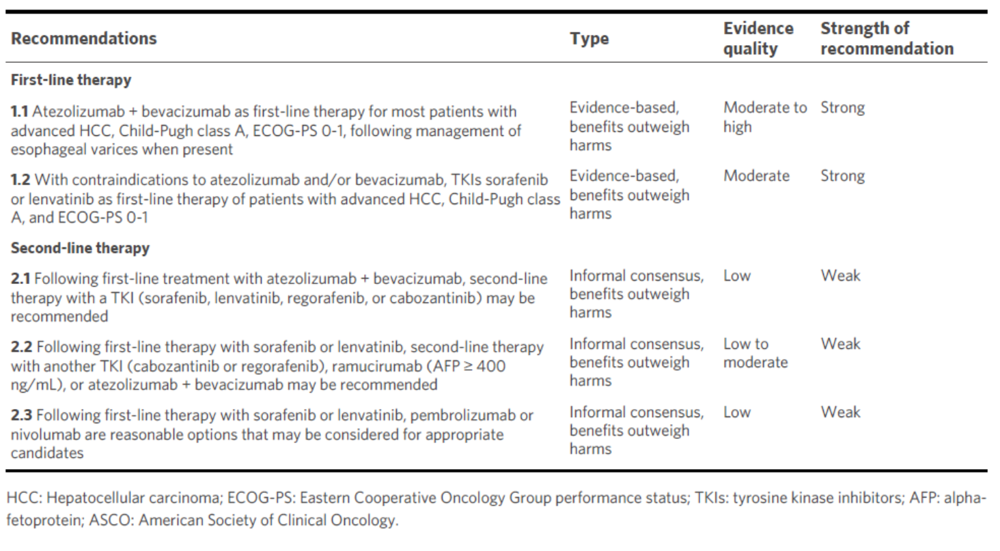 Recommendations
Type
Evidence
quality
Strength of
recommendation
First-line therapy
1.1 Atezolizumab + bevacizumab as first-line therapy for most patients with
advanced HCC, Child-Pugh class A, ECOG-PS 0-1, following management of
esophageal varices when present
Evidence-based,
benefits outweigh
harms
Moderate to
high
Strong
1.2 With contraindications to atezolizumab and/or bevacizumab, TKIs sorafenib
or lenvatinib as first-line therapy of patients with advanced HCC, Child-Pugh class
A, and ECOG-PS 0-1
Evidence-based,
benefits outweigh
harms
Moderate
Strong
Second-line therapy
2.1 Following first-line treatment with atezolizumab + bevacizumab, second-line
therapy with a TKI (sorafenib, lenvatinib, regorafenib, or cabozantinib) may be
recommended
Informal consensus,
benefits outweigh
harms
Low
Weak
2.2 Following first-line therapy with sorafenib or lenvatinib, second-line therapy
with another TKI (cabozantinib or regorafenib), ramucirumab (AFP ≥ 400
ng/mL), or atezolizumab + bevacizumab may be recommended
Informal consensus,
benefits outweigh
harms
Low to
moderate
Weak
2.3 Following first-line therapy with sorafenib or lenvatinib, pembrolizumab or
nivolumab are reasonable options that may be considered for appropriate
candidates
Informal consensus,
benefits outweigh
harms
Low
Weak
HCC: Hepatocellular carcinoma; ECOG-PS: Eastern Cooperative Oncology Group performance status; TKIs: tyrosine kinase inhibitors; AFP: alpha-
fetoprotein; ASCO: American Society of Clinical Oncology.